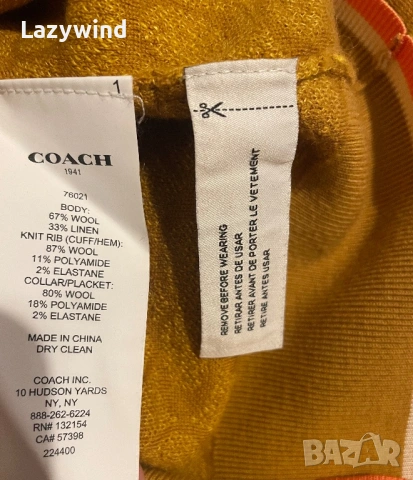 Lazywind
1
COACH
1941
76021
BODY:
67% WOOL
33% LINEN
KNIT RIB (CUFF/HEM):
87% WOOL
11% POLYAMIDE
2% ELASTANE
COLLAR/PLACKET:
80% WOOL
18% POLYAMIDE
2% ELASTANE
MADE IN CHINA
DRY CLEAN
COACH INC.
10 HUDSON YARDS
NY, NY
888-262-6224
RN# 132154
CA# 57398
224400
REMOVE BEFORE WEARING
RETIRAR ANTES DE USAR
RETIRER AVANT DE PORTER LE VÊTEMENT
RETIRE ANTES USAR
BAZAR